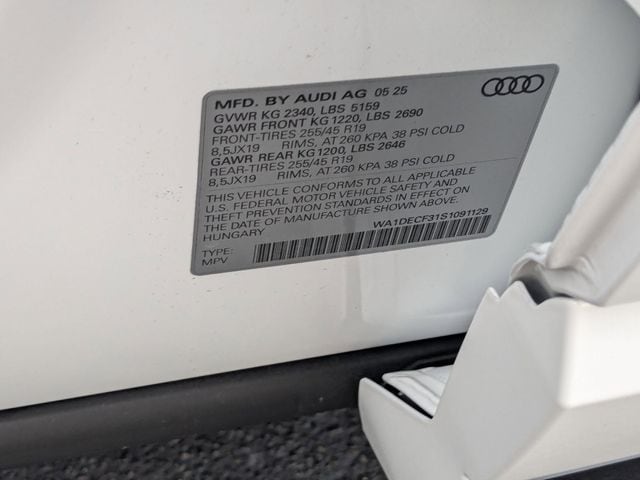 MFD. BY AUDI AG 05 25
GVWR KG 2340, LBS 5159
GAWR FRONT KG 1220, LBS 2690
FRONT-TIRES 255/45 R19
8,5JX19 RIMS, AT 260 KPA 38 PSI COLD
GAWR REAR KG 1200, LBS 2646
REAR-TIRES 255/45 R19
8,5JX19 RIMS, AT 260 KPA 38 PSI COLD
THIS VEHICLE CONFORMS TO ALL APPLICABLE
U.S. FEDERAL MOTOR VEHICLE SAFETY AND
THEFT PREVENTION STANDARDS IN EFFECT ON
THE DATE OF MANUFACTURE SHOWN ABOVE.
HUNGARY WA1DECF31S1091129
TYPE:
MPV